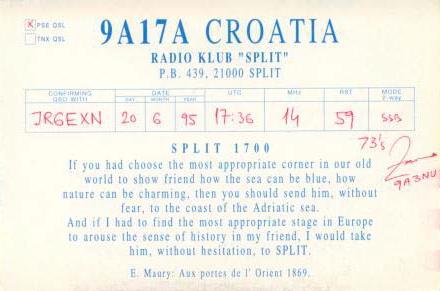 X PSE QSL
TNX QSL
9A17A CROATIA
RADIO KLUB "SPLIT"
P.B. 439, 21000 SPLIT
CONFIRMING QSO WITH DATE DAY MONTH YEAR UTC MHz RST MODE 2-way
JR6EXN 20 6 95 17:36 14 59 SSB
73's
9A3NU
SPLIT 1700
If you had choose the most appropriate corner in our old
world to show friend how the sea can be blue, how
nature can be charming, then you should send him, without
fear, to the coast of the Adriatic sea.
And if I had to find the most appropriate stage in Europe
to arouse the sense of history in my friend, I would take
him, without hesitation, to SPLIT.
E. Maury: Aux portes de l' Orient 1869.